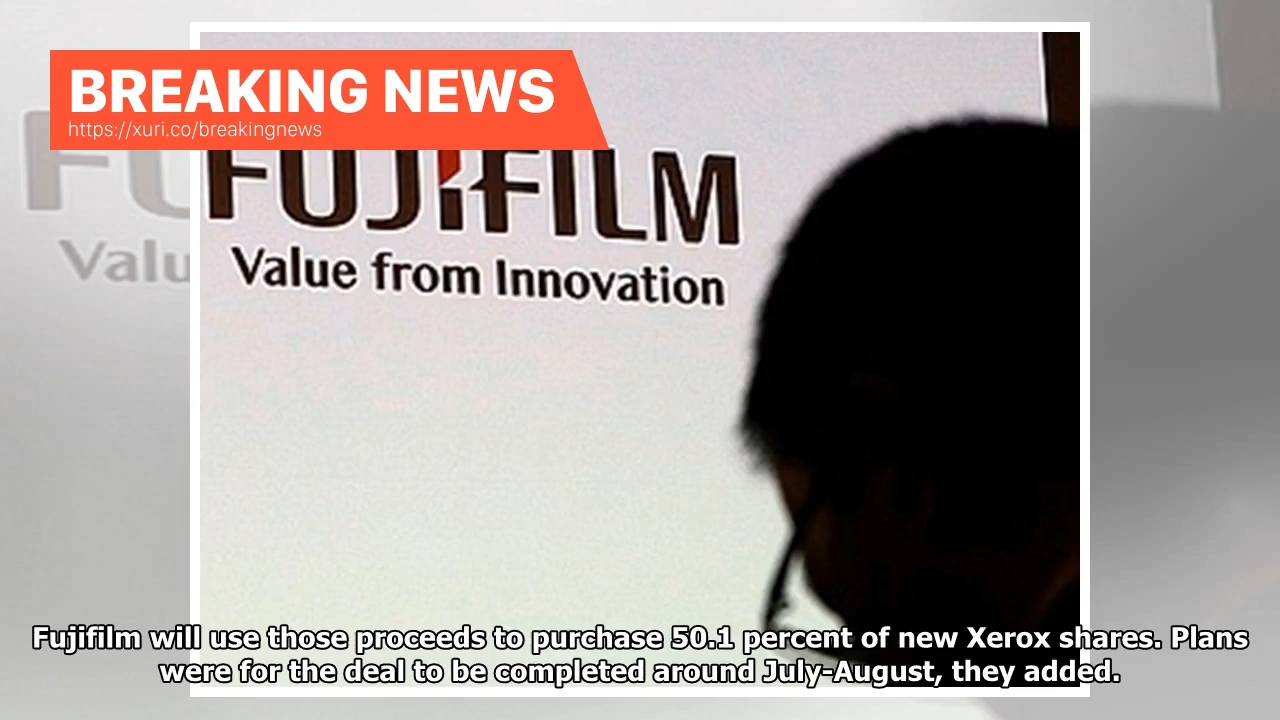 BREAKING NEWS
https://xuri.co/breakingnews
FUJIFILM
Value from Innovation
Valu
Fujifilm will use those proceeds to purchase 50.1 percent of new Xerox shares. Plans
were for the deal to be completed around July-August, they added.